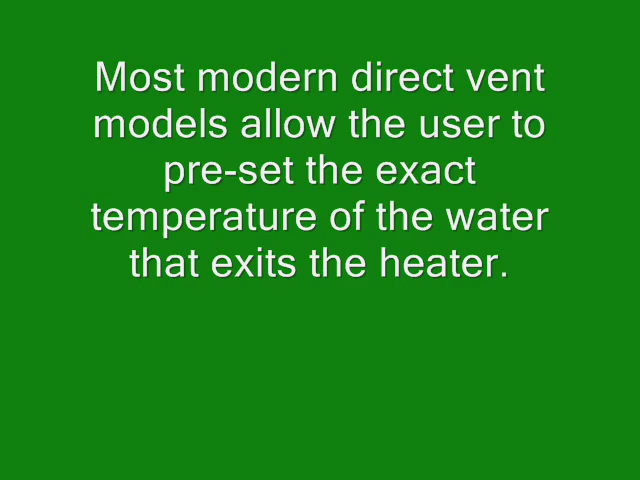 Most modern direct vent
models allow the user to
pre-set the exact
temperature of the water
that exits the heater.